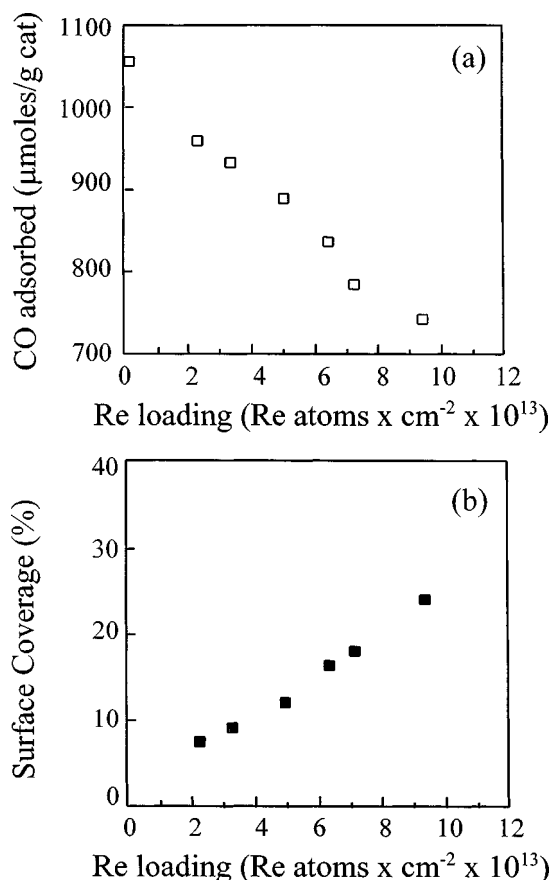 1100
(a)
1000
900
800
700
CO adsorbed (µmoles/g cat)
0 2 4 6 8 10 12
Re loading (Re atoms x cm⁻² x 10¹³)
40
(b)
30
20
10
0
Surface Coverage (%)
0 2 4 6 8 10 12
Re loading (Re atoms x cm⁻² x 10¹³)